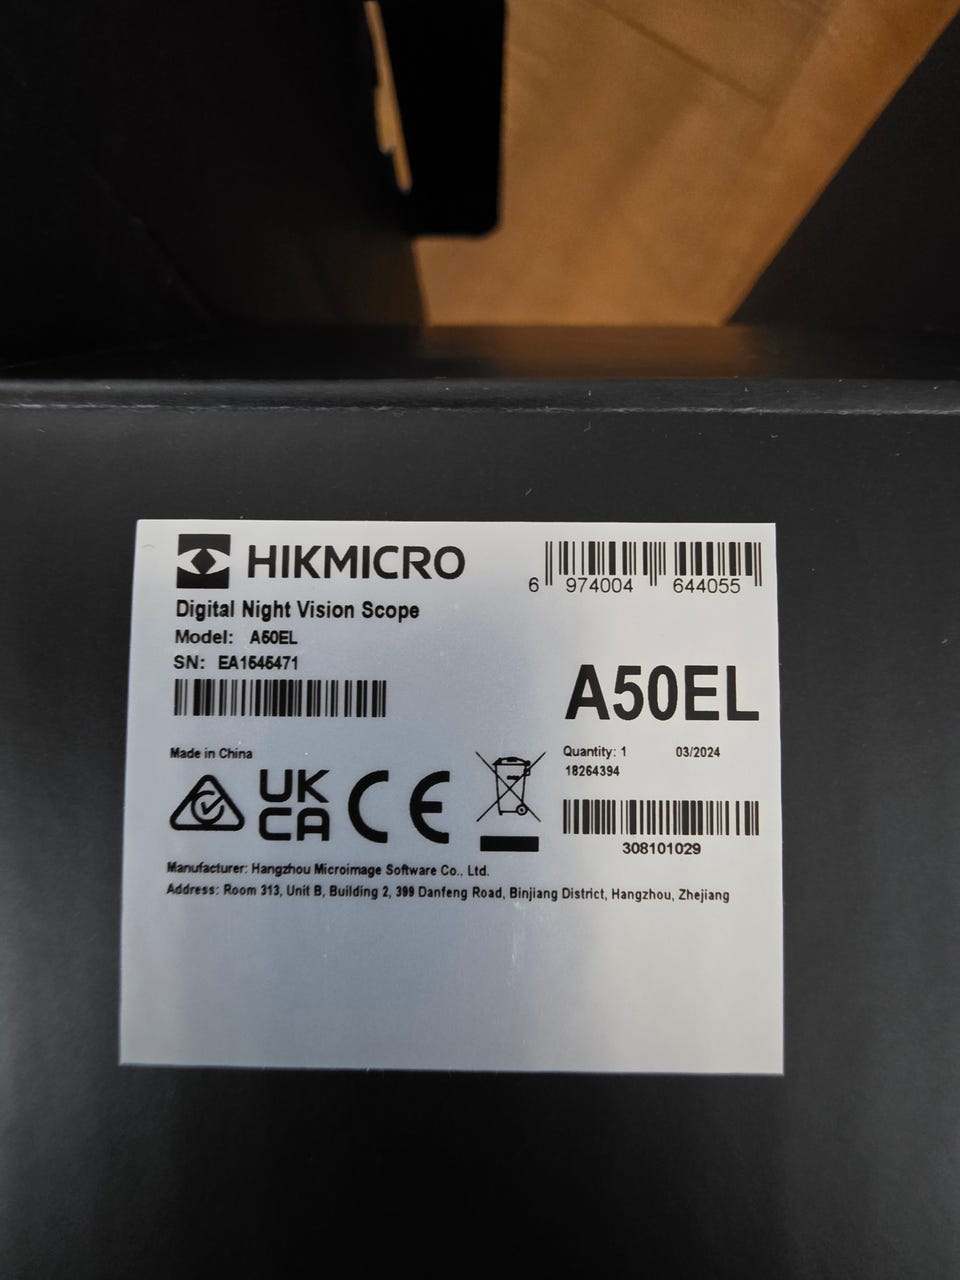 HIKMICRO
Digital Night Vision Scope
Model: A50EL
SN: EA1545471
6 974004 644055
A50EL
Made in China
Quantity: 1 03/2024
18264394
UK
CA
CE
308101029
Manufacturer: Hangzhou Microimage Software Co., Ltd.
Address: Room 313, Unit B, Building 2, 399 Danfeng Road, Binjiang District, Hangzhou, Zhejiang